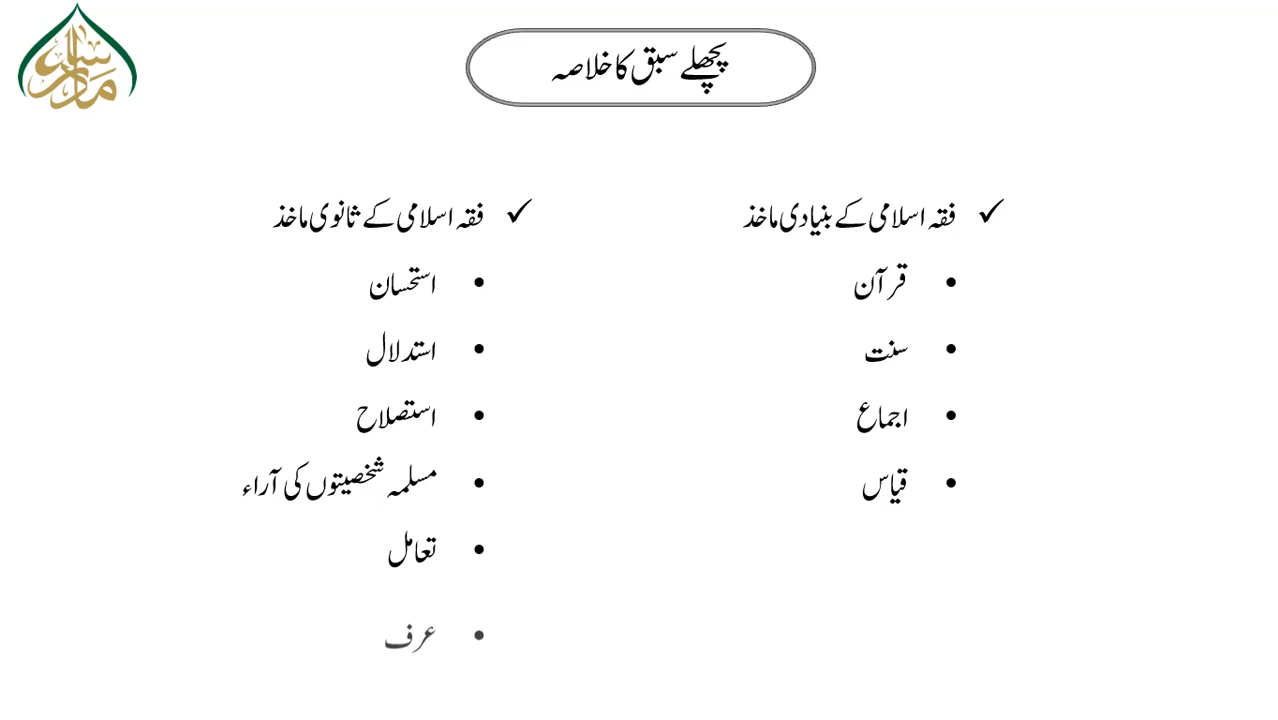 پچھلے سبق کا خلاصہ
✓ فقہ اسلامی کے بنیادی ماخذ
• قرآن
• سنت
• اجماع
• قیاس
✓ فقہ اسلامی کے ثانوی ماخذ
• استحسان
• استدلال
• استصلاح
• مسلمہ شخصیتوں کی آراء
• تعامل
• عرف